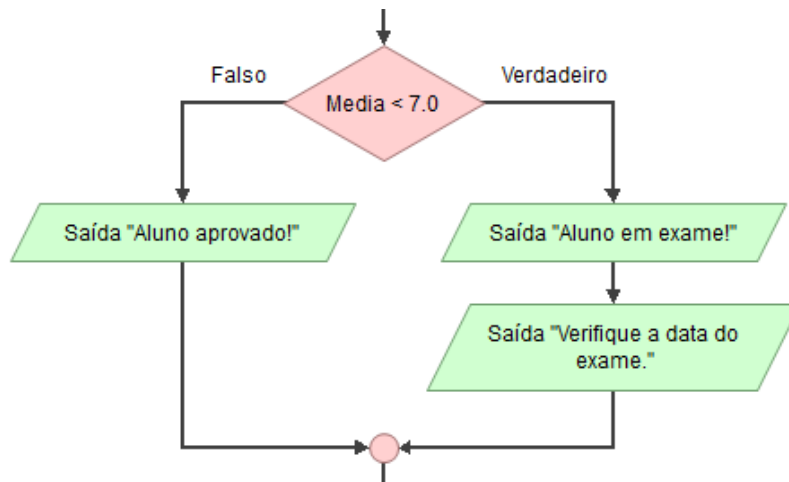 Falso
Verdadeiro
Media < 7.0
Saída "Aluno aprovado!"
Saída "Aluno em exame!"
Saída "Verifique a data do
exame."